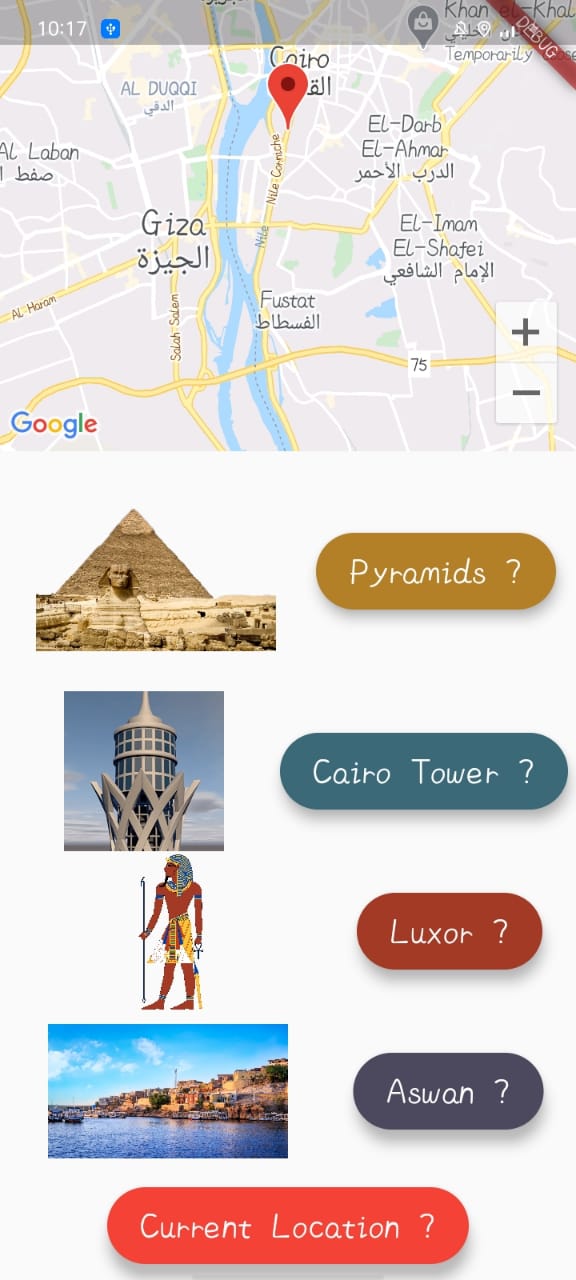 10:17
DEBUG
Khan el-Khal
Temporarily
Cairo
AL DUQQI
الدقي
El-Darb
El-Ahmar
الدرب الأحمر
Al Laban
صفط ا
Nile Corniche
Giza
الجيزة
Nile
El-Imam
El-Shafei
الإمام الشافعي
Al Haram
Salah Salem
Fustat
الفسطاط
+
75
−
Google
Pyramids ?
Cairo Tower ?
Luxor ?
Aswan ?
Current Location ?